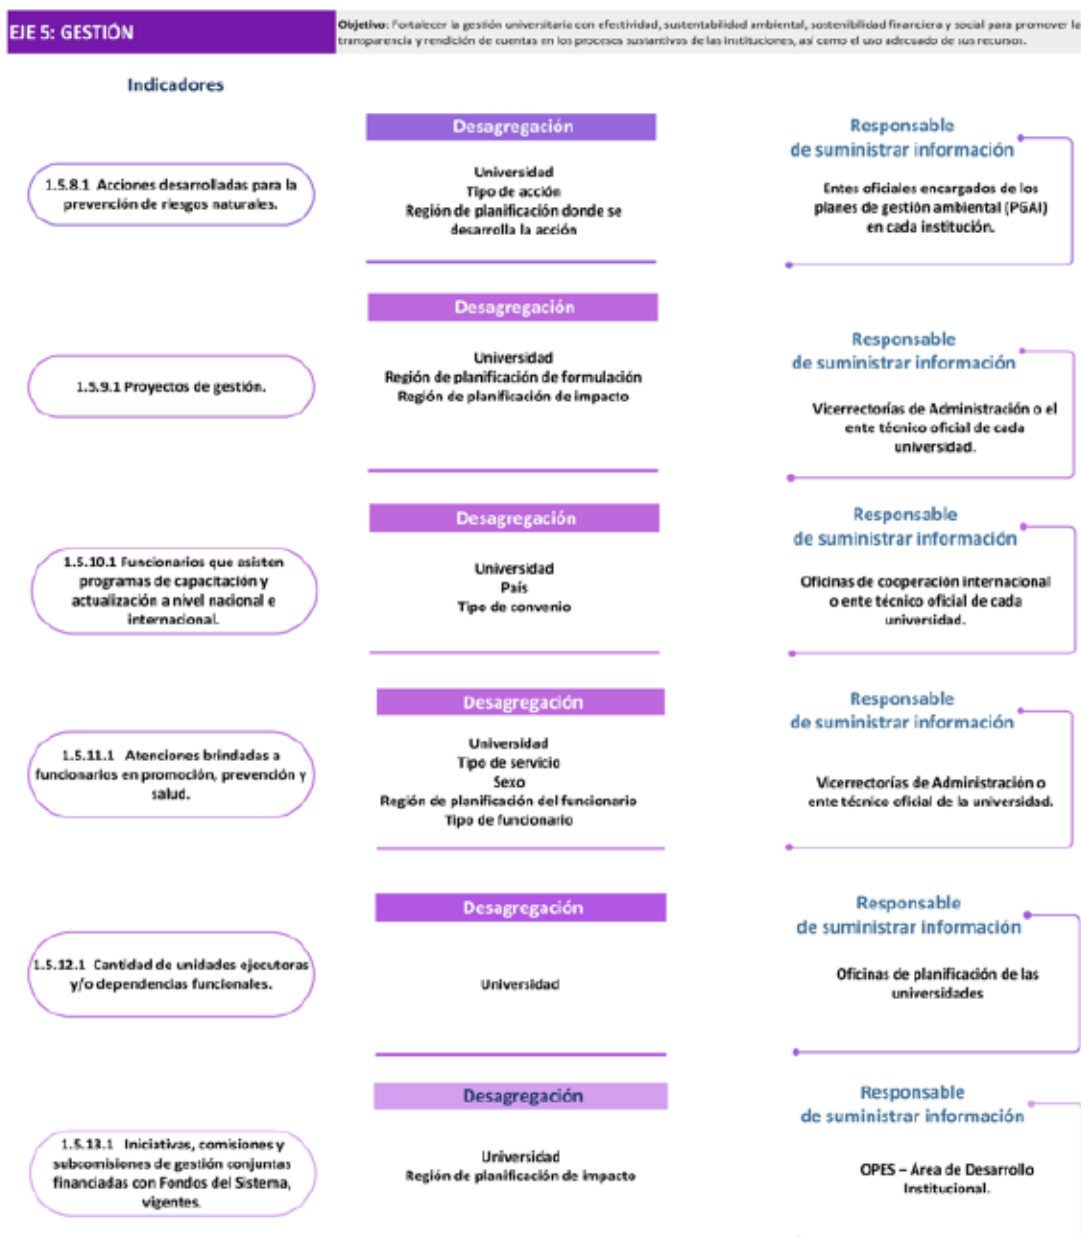 EJE 5: GESTIÓN
Objetivo: Fortalecer la gestión universitaria con efectividad, sustentabilidad ambiental, sostenibilidad financiera y social para promover la
transparencia y rendición de cuentas en los procesos sustantivos de las instituciones, así como el uso adecuado de sus recursos.
Indicadores
Desagregación
Responsable
de suministrar información
1.5.8.1 Acciones desarrolladas para la
prevención de riesgos naturales.
Universidad
Tipo de acción
Región de planificación donde se
desarrolla la acción
Entes oficiales encargados de los
planes de gestión ambiental (PGAI)
en cada institución.
Desagregación
Responsable
de suministrar información
1.5.9.1 Proyectos de gestión.
Universidad
Región de planificación de formulación
Región de planificación de impacto
Vicerrectorías de Administración o el
ente técnico oficial de cada
universidad.
Desagregación
Responsable
de suministrar información
1.5.10.1 Funcionarios que asisten
programas de capacitación y
actualización a nivel nacional e
internacional.
Universidad
País
Tipo de convenio
Oficinas de cooperación internacional
o ente técnico oficial de cada
universidad.
Desagregación
Responsable
de suministrar información
1.5.11.1 Atenciones brindadas a
funcionarios en promoción, prevención y
salud.
Universidad
Tipo de servicio
Sexo
Región de planificación del funcionario
Tipo de funcionario
Vicerrectorías de Administración o
ente técnico oficial de la universidad.
Desagregación
Responsable
de suministrar información
1.5.12.1 Cantidad de unidades ejecutoras
y/o dependencias funcionales.
Universidad
Oficinas de planificación de las
universidades
Desagregación
Responsable
de suministrar información
1.5.13.1 Iniciativas, comisiones y
subcomisiones de gestión conjuntas
financiadas con Fondos del Sistema,
vigentes.
Universidad
Región de planificación de impacto
OPES – Área de Desarrollo
Institucional.